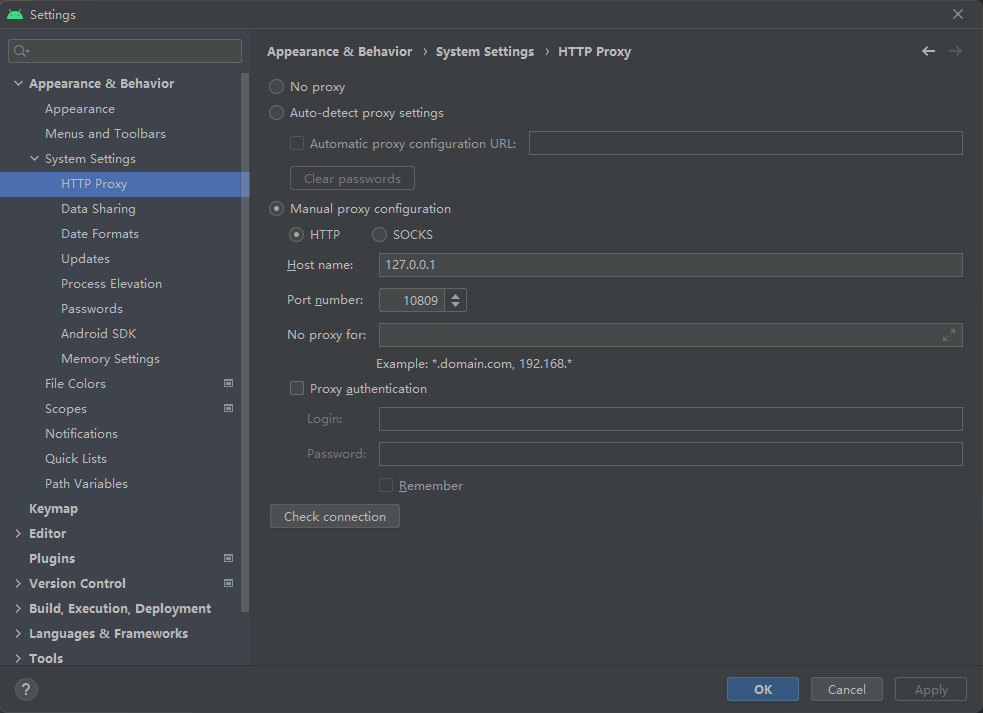 Settings
Appearance & Behavior
Appearance
Menus and Toolbars
System Settings
HTTP Proxy
Data Sharing
Date Formats
Updates
Process Elevation
Passwords
Android SDK
Memory Settings
File Colors
Scopes
Notifications
Quick Lists
Path Variables
Keymap
Editor
Plugins
Version Control
Build, Execution, Deployment
Languages & Frameworks
Tools
Appearance & Behavior › System Settings › HTTP Proxy
No proxy
Auto-detect proxy settings
Automatic proxy configuration URL:
Clear passwords
Manual proxy configuration
HTTP SOCKS
Host name: 127.0.0.1
Port number: 10809
No proxy for:
Example: *.domain.com, 192.168.*
Proxy authentication
Login:
Password:
Remember
Check connection
? OK Cancel Apply